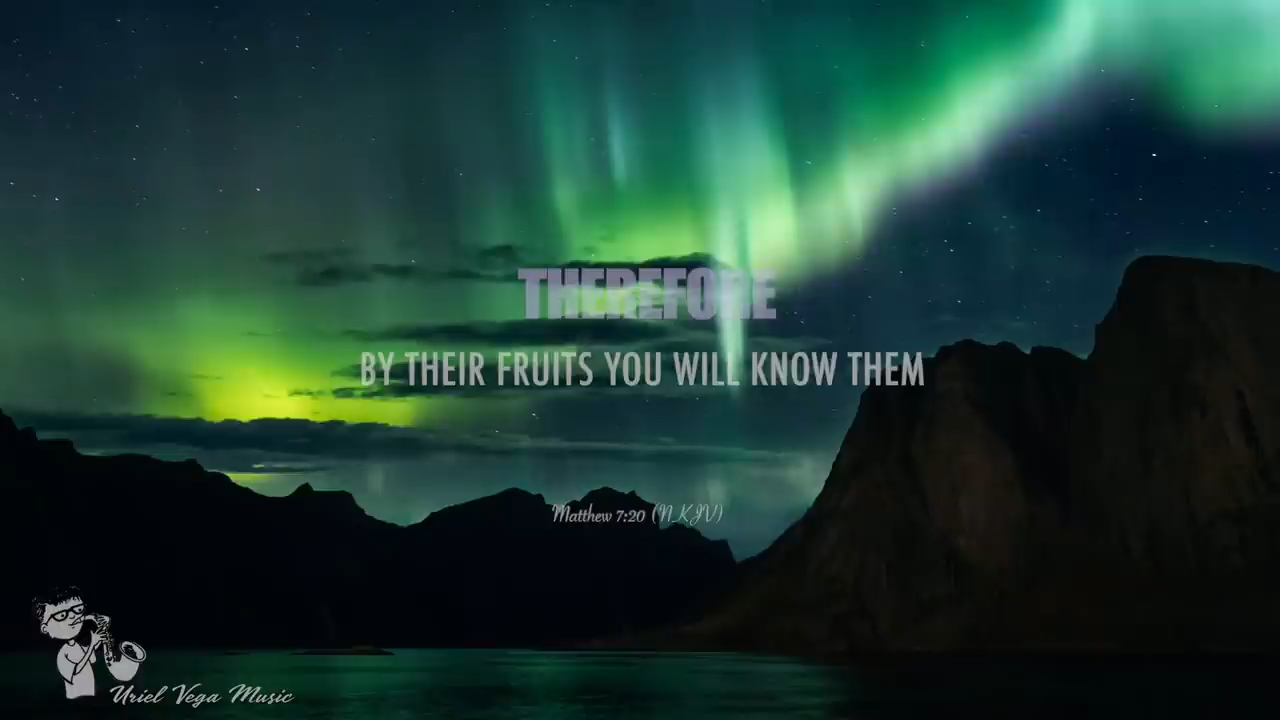 THEREFORE
BY THEIR FRUITS YOU WILL KNOW THEM
Matthew 7:20 (NKJV)
Uriel Vega Music